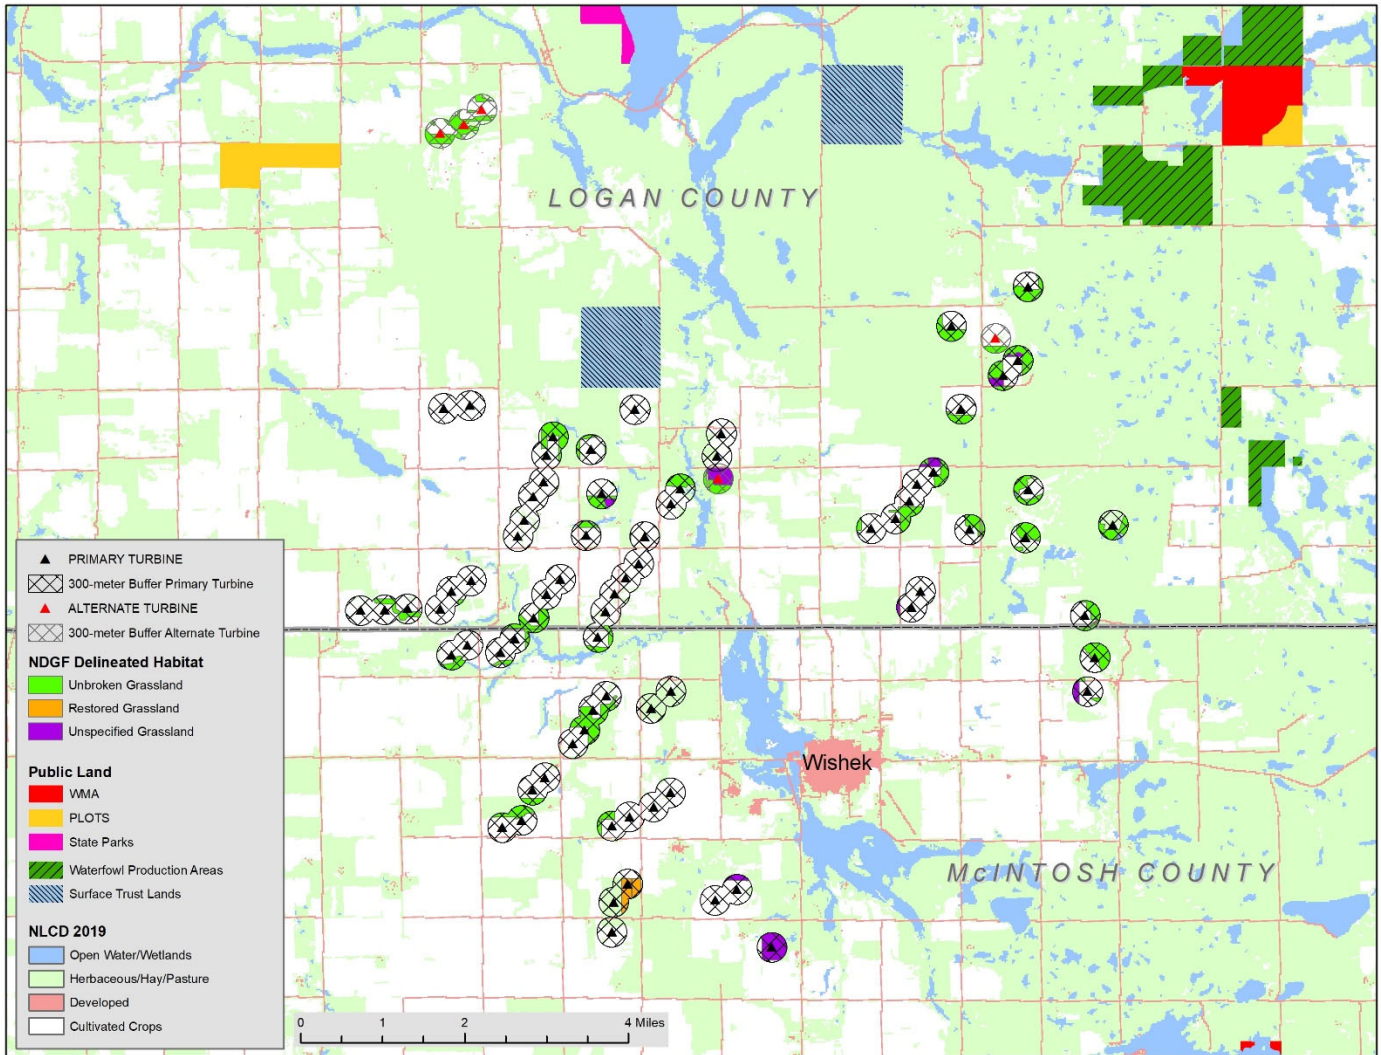 LOGAN COUNTY
PRIMARY TURBINE
300-meter Buffer Primary Turbine
ALTERNATE TURBINE
300-meter Buffer Alternate Turbine
NDGF Delineated Habitat
Unbroken Grassland
Restored Grassland
Unspecified Grassland
Public Land
WMA
PLOTS
State Parks
Waterfowl Production Areas
Surface Trust Lands
NLCD 2019
Open Water/Wetlands
Herbaceous/Hay/Pasture
Developed
Cultivated Crops
Wishek
McINTOSH COUNTY
0 2 4 Miles